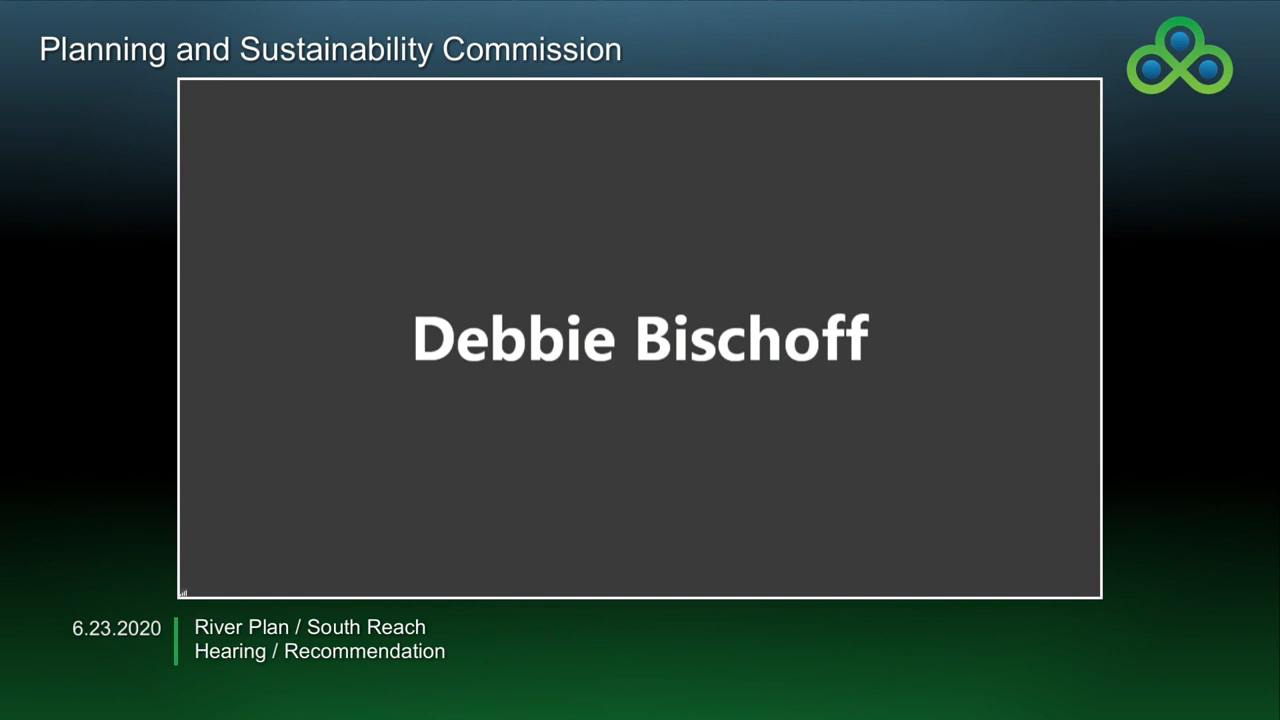 Planning and Sustainability Commission
Debbie Bischoff
6.23.2020
River Plan / South Reach
Hearing / Recommendation